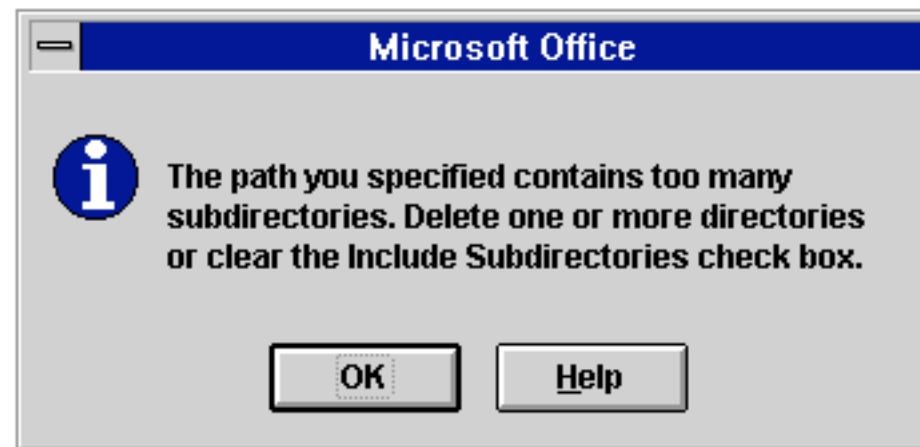 Microsoft Office
The path you specified contains too many
subdirectories. Delete one or more directories
or clear the Include Subdirectories check box.
OK
Help